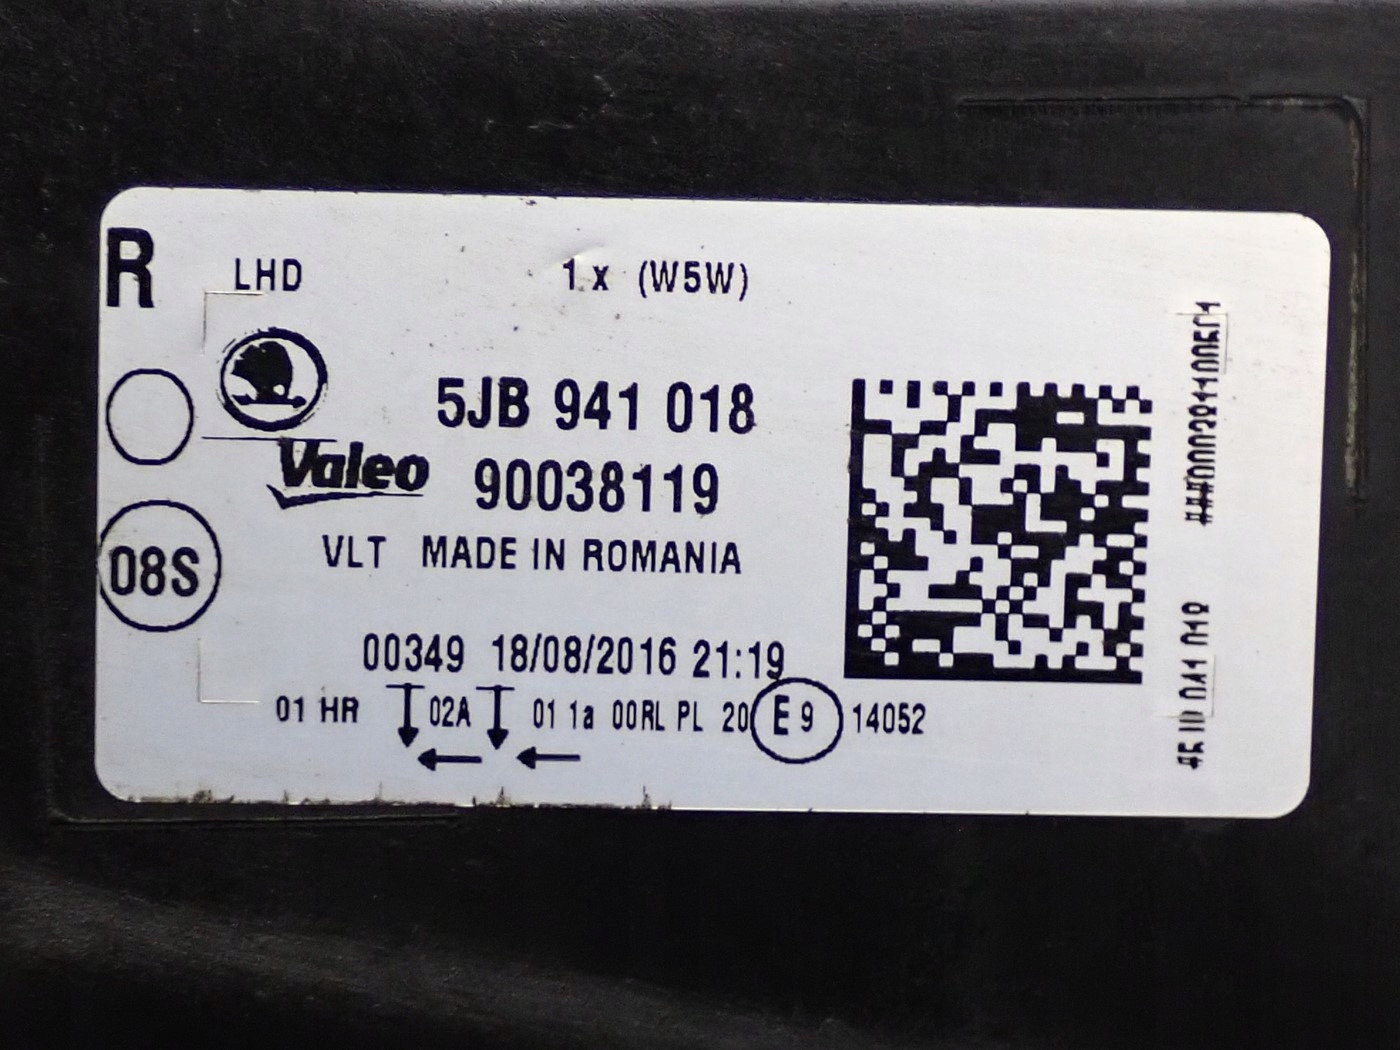 R
LHD 1 x (W5W)
5JB 941 018
Valeo
90038119
08S
VLT MADE IN ROMANIA
00349 18/08/2016 21:19
01 HR 02A 01 1a 00RL PL 20 E 9 14052